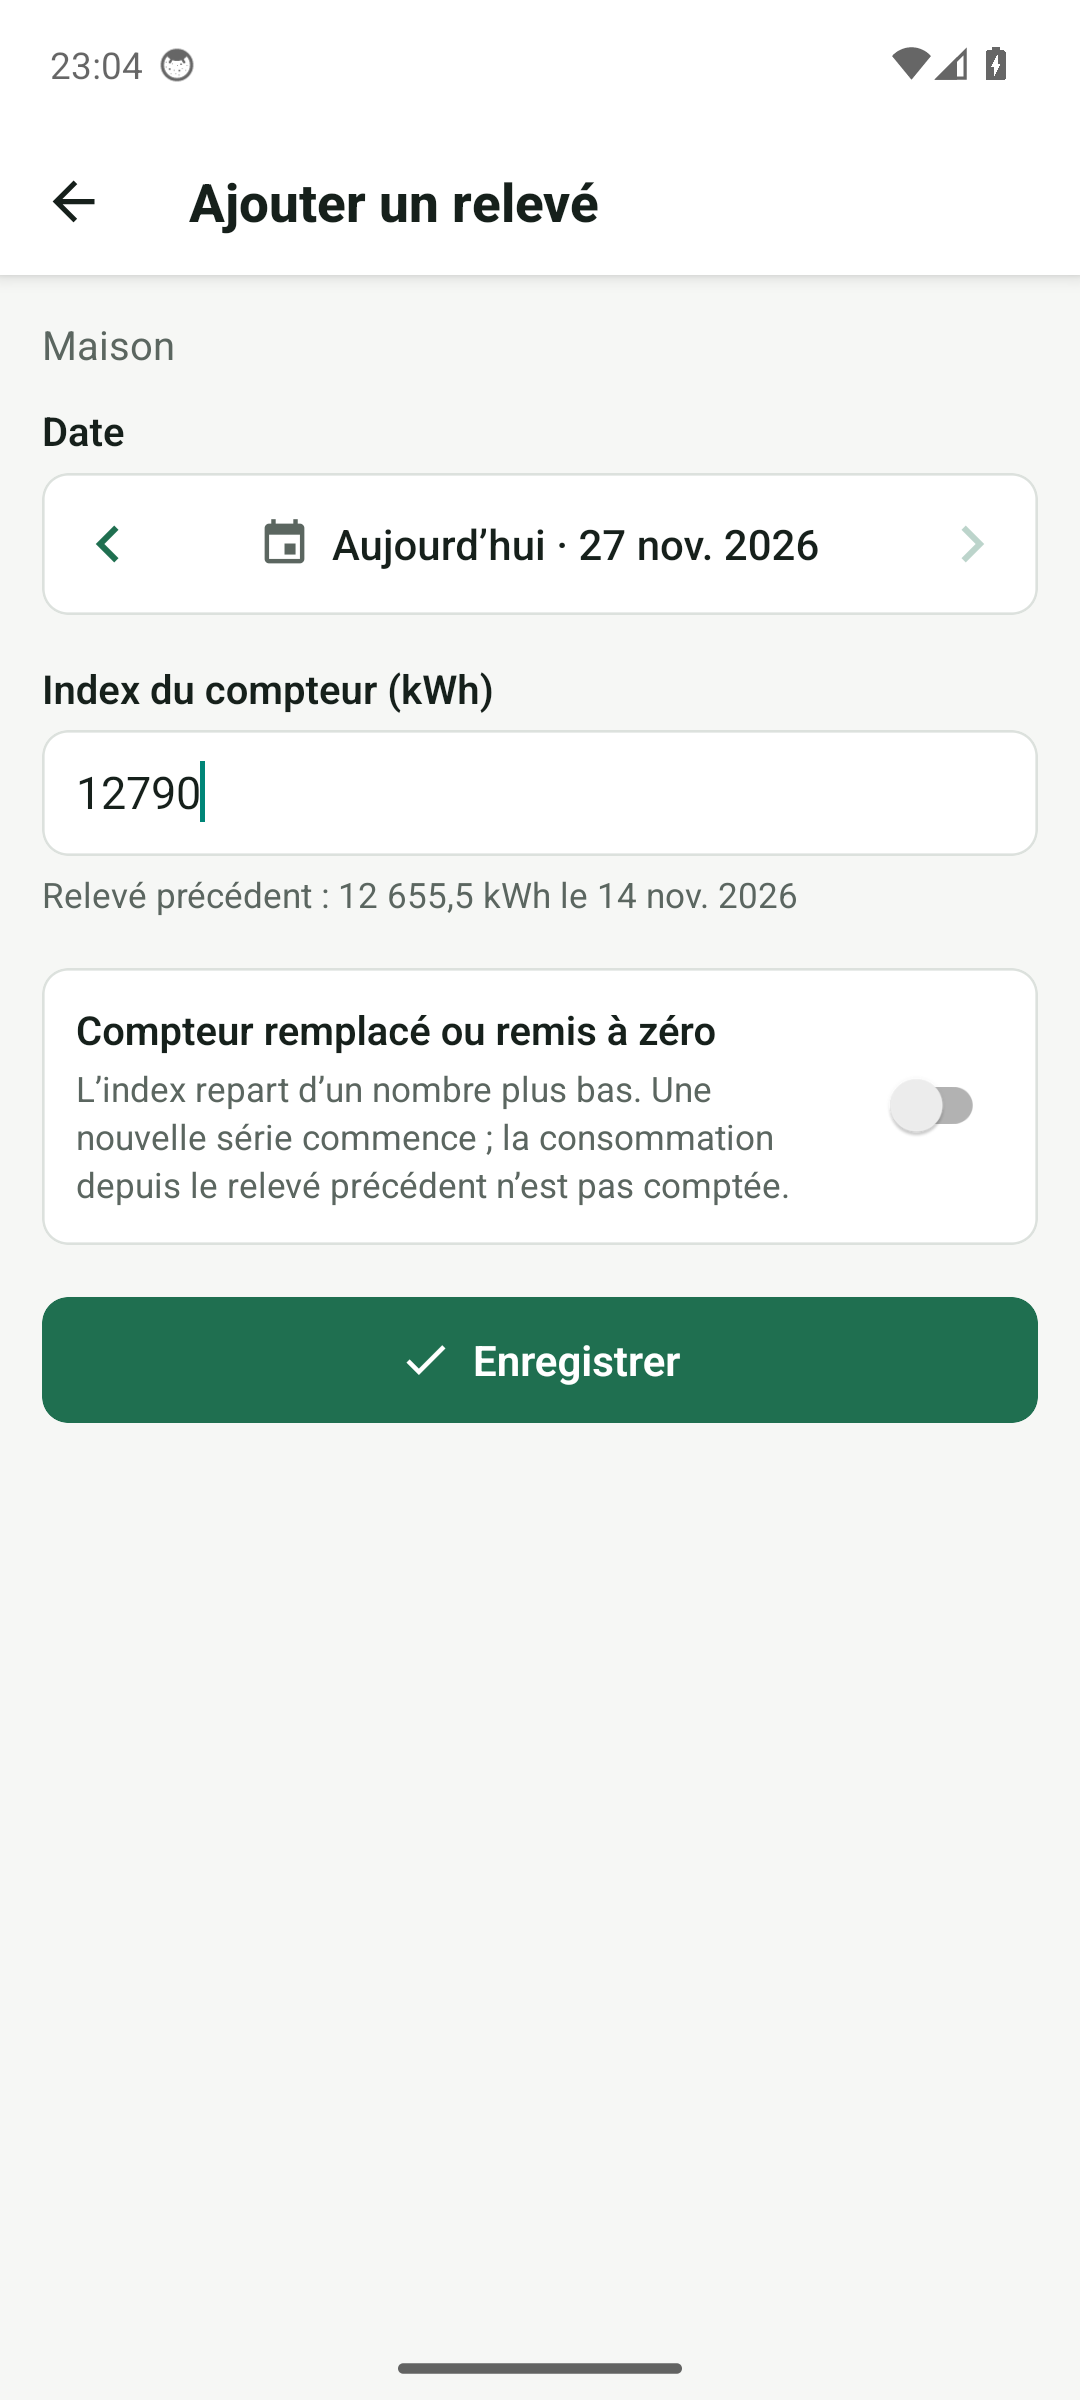 23:04
Ajouter un relevé
Maison
Date
Aujourd’hui · 27 nov. 2026
Index du compteur (kWh)
12790
Relevé précédent : 12 655,5 kWh le 14 nov. 2026
Compteur remplacé ou remis à zéro
L’index repart d’un nombre plus bas. Une
nouvelle série commence ; la consommation
depuis le relevé précédent n’est pas comptée.
Enregistrer